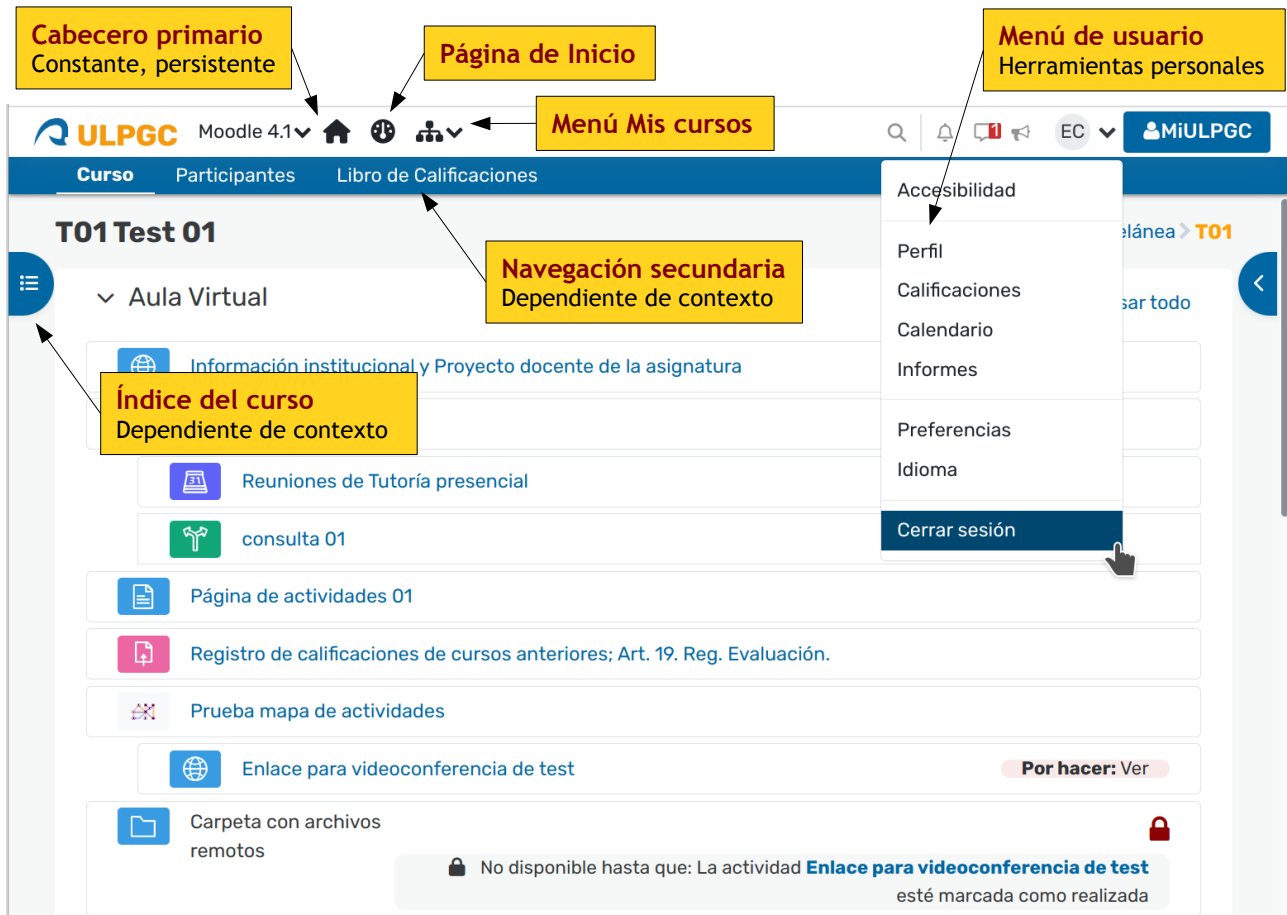 Cabecero primario
Constante, persistente
Página de Inicio
Menú de usuario
Herramientas personales
ULPGC
Moodle 4.1
Menú Mis cursos
1
EC
MiULPGC
Curso
Participantes
Libro de Calificaciones
Accesibilidad
T01 Test 01
elánea
T01
Perfil
Navegación secundaria
Dependiente de contexto
Aula Virtual
Calificaciones
sar todo
Calendario
Información institucional y Proyecto docente de la asignatura
Informes
Índice del curso
Dependiente de contexto
Preferencias
Idioma
31
Reuniones de Tutoría presencial
Cerrar sesión
consulta 01
Página de actividades 01
Registro de calificaciones de cursos anteriores; Art. 19. Reg. Evaluación.
Prueba mapa de actividades
Enlace para videoconferencia de test
Por hacer: Ver
Carpeta con archivos
remotos
No disponible hasta que: La actividad Enlace para videoconferencia de test
esté marcada como realizada